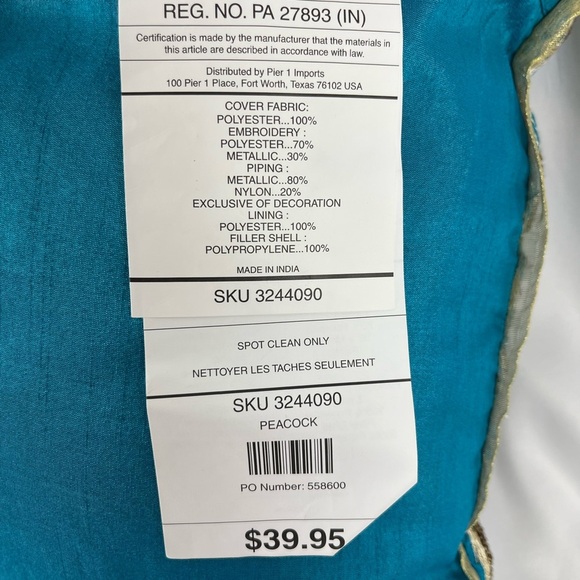 REG. NO. PA 27893 (IN)
Certification is made by the manufacturer that the materials in
this article are described in accordance with law.
Distributed by Pier 1 Imports
100 Pier 1 Place, Fort Worth, Texas 76102 USA
COVER FABRIC:
POLYESTER...100%
EMBROIDERY :
POLYESTER...70%
METALLIC...30%
PIPING :
METALLIC...80%
NYLON...20%
EXCLUSIVE OF DECORATION
LINING :
POLYESTER...100%
FILLER SHELL :
POLYPROPYLENE...100%
MADE IN INDIA
SKU 3244090
SPOT CLEAN ONLY
NETTOYER LES TACHES SEULEMENT
SKU 3244090
PEACOCK
PO Number: 558600
$39.95